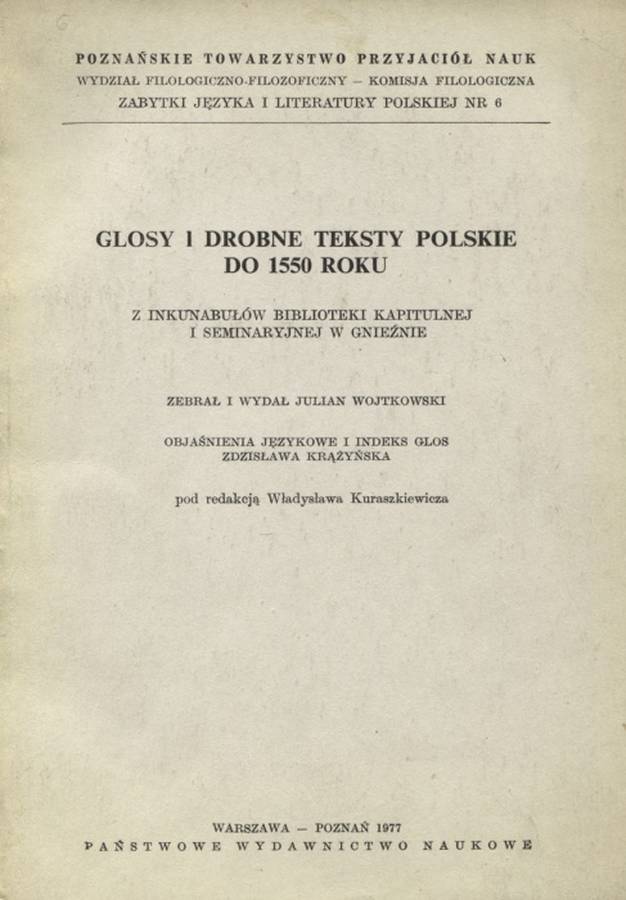 POZNAŃSKIE TOWARZYSTWO PRZYJACIÓŁ NAUK
WYDZIAŁ FILOLOGICZNO-FILOZOFICZNY — KOMISJA FILOLOGICZNA
ZABYTKI JĘZYKA I LITERATURY POLSKIEJ NR 6
GLOSY I DROBNE TEKSTY POLSKIE
DO 1550 ROKU
Z INKUNABUŁÓW BIBLIOTEKI KAPITULNEJ
I SEMINARYJNEJ W GNIEŹNIE
ZEBRAŁ I WYDAŁ JULIAN WOJTKOWSKI
OBJAŚNIENIA JĘZYKOWE I INDEKS GLOS
ZDZISŁAWA KRĄŻYŃSKA
pod redakcją Władysława Kuraszkiewicza
WARSZAWA — POZNAŃ 1977
PAŃSTWOWE WYDAWNICTWO NAUKOWE